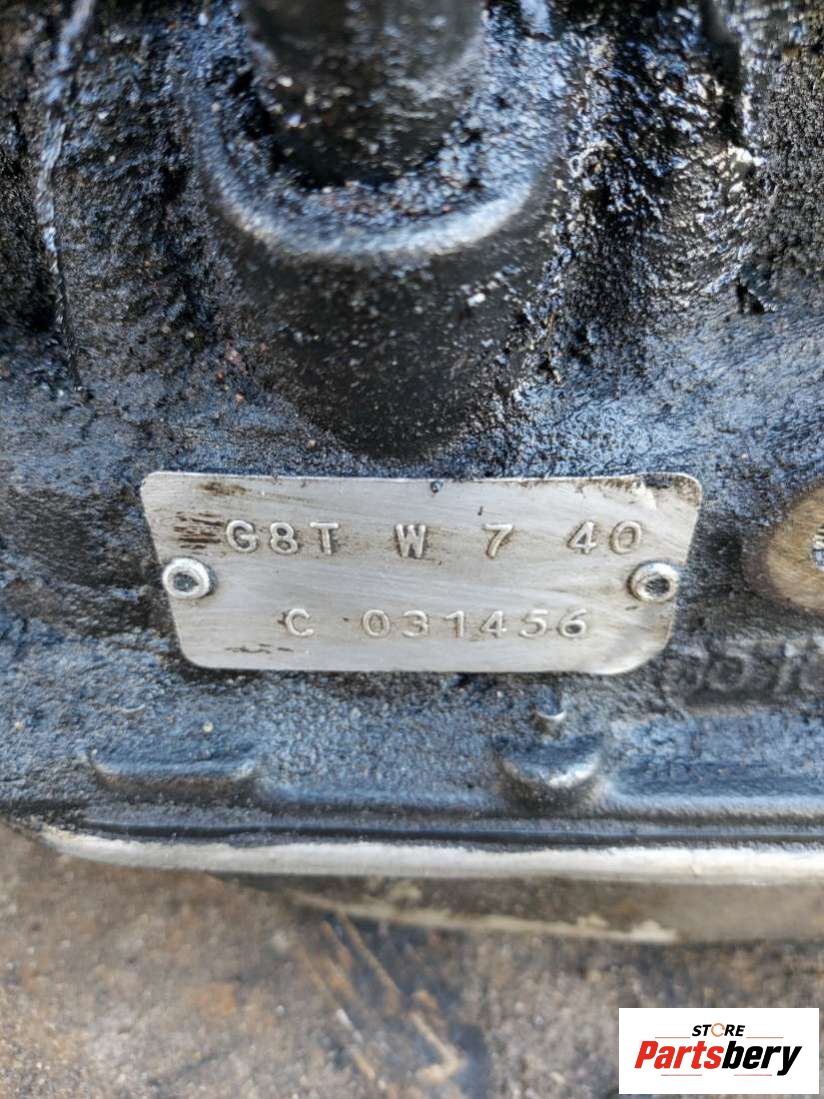 G8T W 7 40
C 031456
STORE
Partsbery